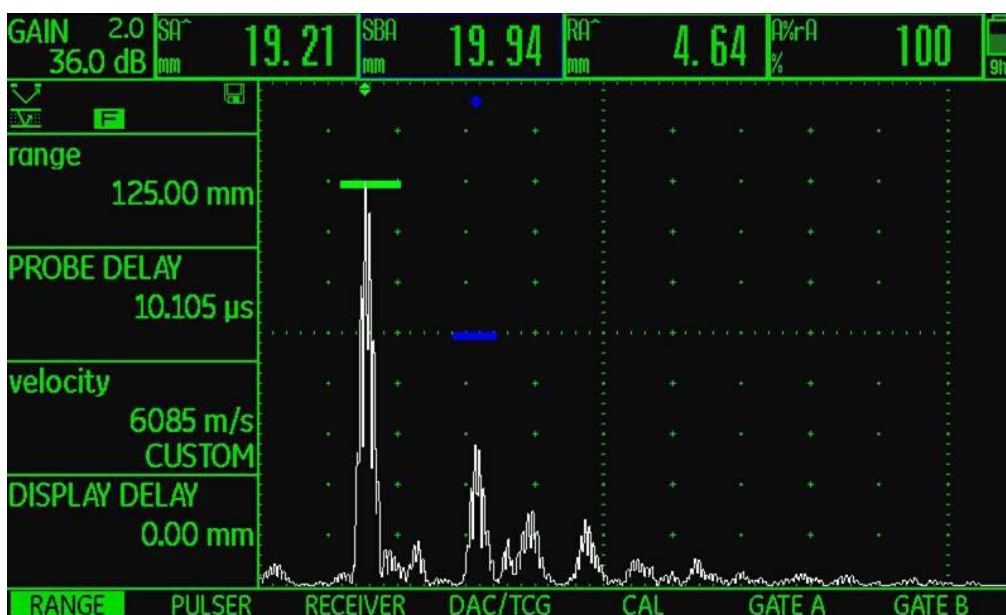 GAIN 2.0
36.0 dB
SA^ mm 19.21
SBA mm 19.94
RA^ mm 4.64
A%rA % 100
9h
F
range
125.00 mm
PROBE DELAY
10.105 µs
velocity
6085 m/s
CUSTOM
DISPLAY DELAY
0.00 mm
RANGE PULSER RECEIVER DAC/TCG CAL GATE A GATE B